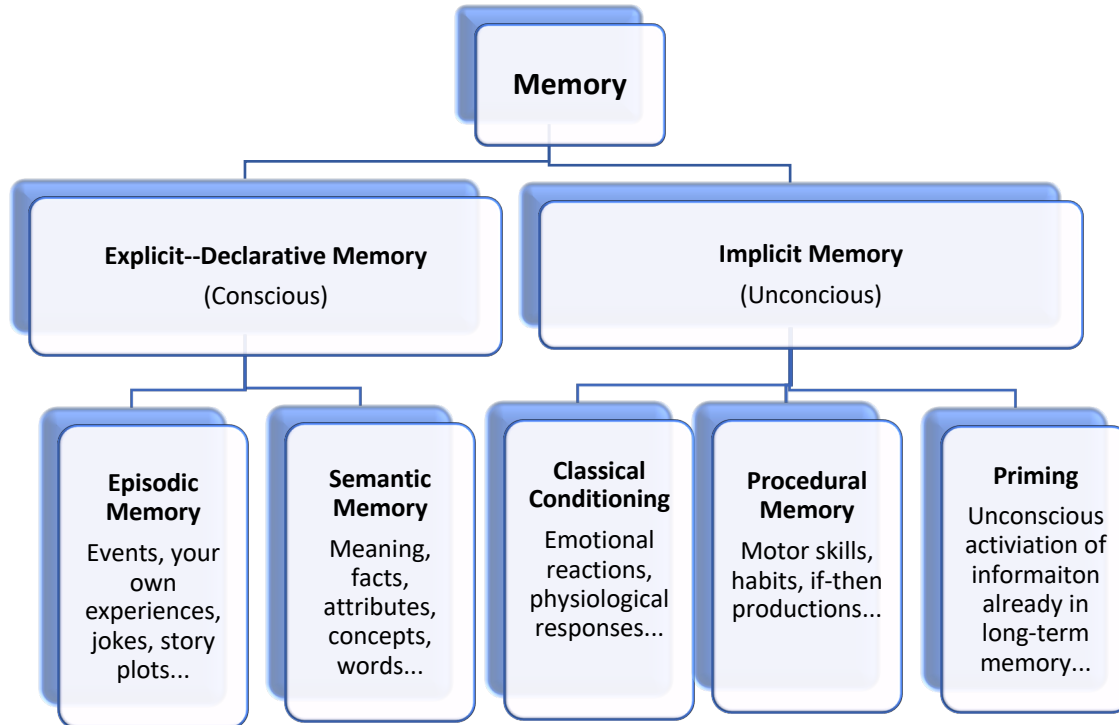 Memory
Explicit--Declarative Memory
(Conscious)
Implicit Memory
(Unconcious)
Episodic
Memory
Events, your
own
experiences,
jokes, story
plots...
Semantic
Memory
Meaning,
facts,
attributes,
concepts,
words...
Classical
Conditioning
Emotional
reactions,
physiological
responses...
Procedural
Memory
Motor skills,
habits, if-then
productions...
Priming
Unconscious
activiation of
informaiton
already in
long-term
memory...